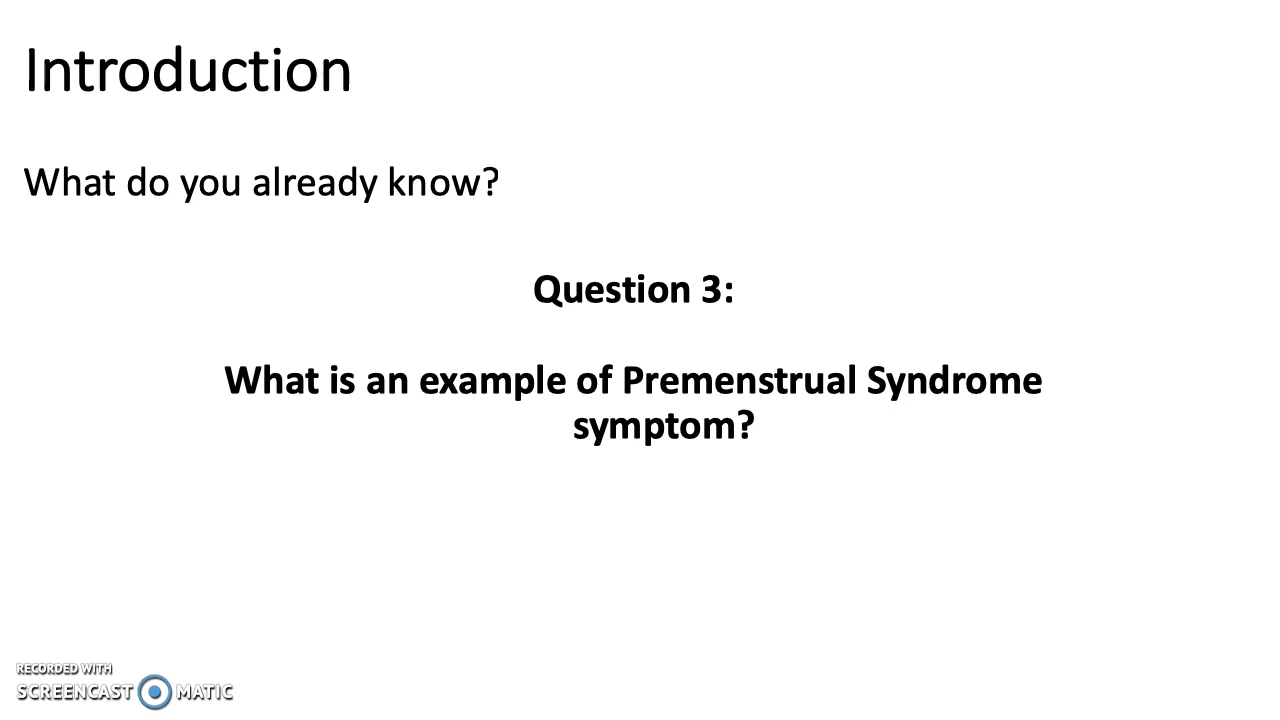 Introduction
What do you already know?
Question 3:
What is an example of Premenstrual Syndrome
symptom?
RECORDED WITH
SCREENCAST MATIC